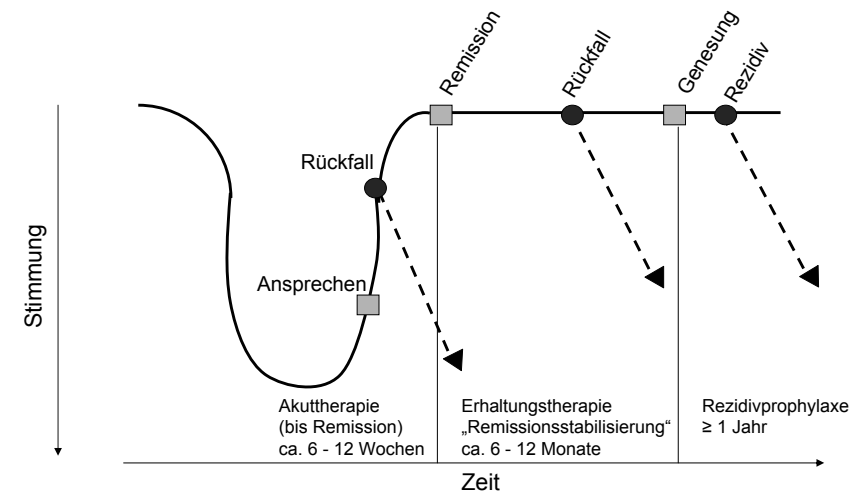 Remission
Rückfall
Genesung
Rezidiv
Rückfall
Ansprechen
Stimmung
Akuttherapie
(bis Remission)
ca. 6 - 12 Wochen
Erhaltungstherapie
„Remissionsstabilisierung“
ca. 6 - 12 Monate
Rezidivprophylaxe
≥ 1 Jahr
Zeit